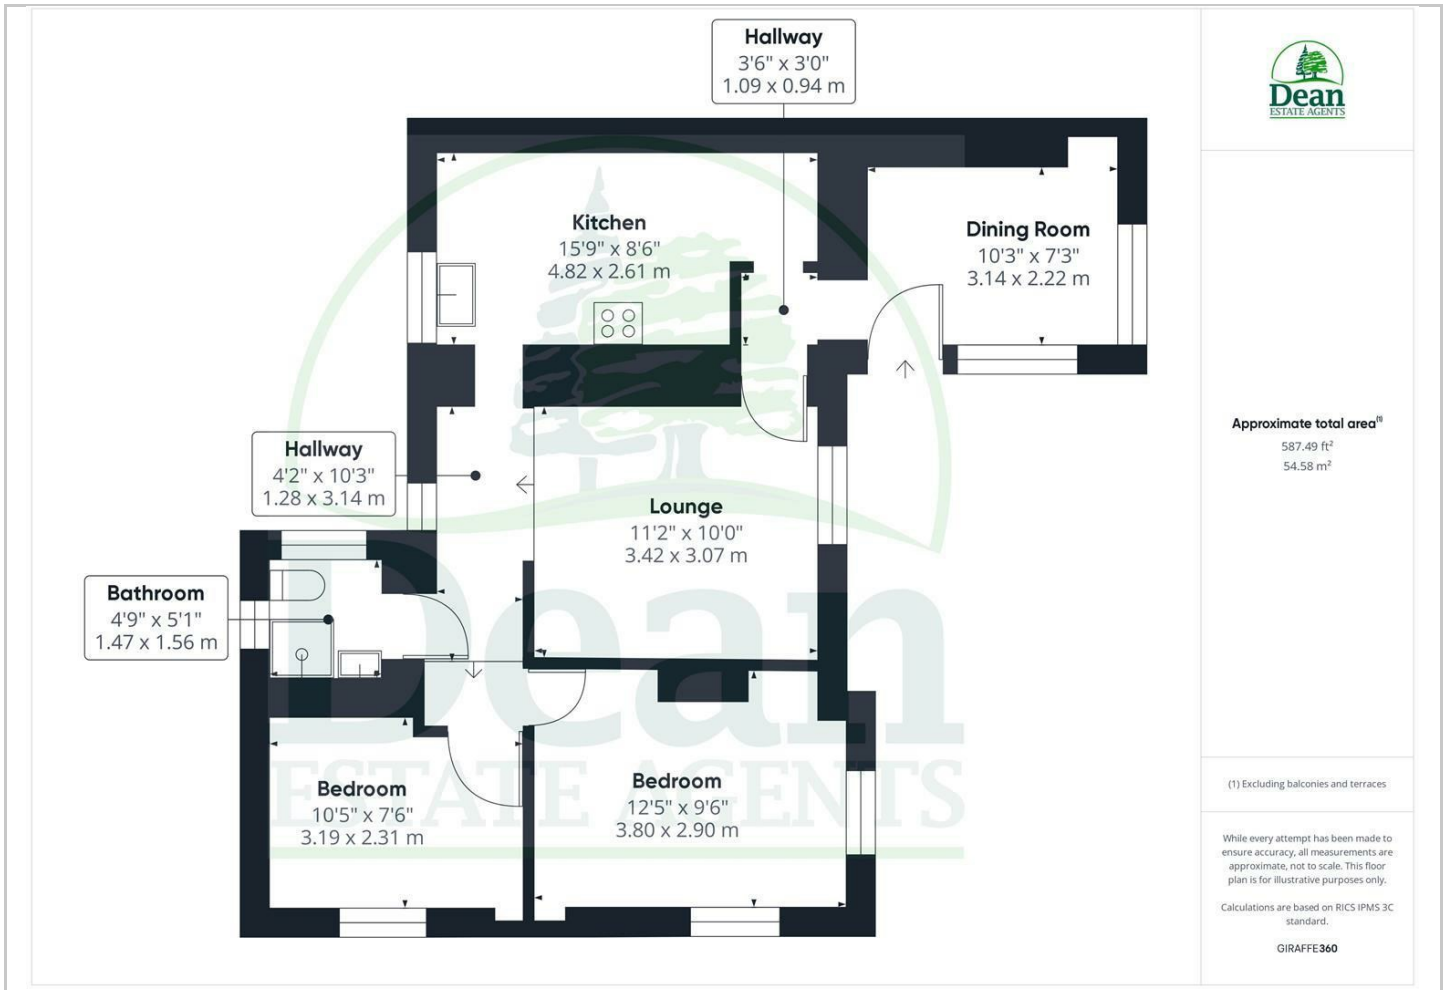 Hallway
3'6" x 3'0"
1.09 x 0.94 m
Dean
ESTATE AGENTS
Kitchen
15'9" x 8'6"
4.82 x 2.61 m
Dining Room
10'3" x 7'3"
3.14 x 2.22 m
Hallway
4'2" x 10'3"
1.28 x 3.14 m
Lounge
11'2" x 10'0"
3.42 x 3.07 m
Bathroom
4'9" x 5'1"
1.47 x 1.56 m
Bedroom
10'5" x 7'6"
3.19 x 2.31 m
Bedroom
12'5" x 9'6"
3.80 x 2.90 m
Dean
ESTATE AGENTS
Approximate total area(1)
587.49 ft²
54.58 m²
(1) Excluding balconies and terraces
While every attempt has been made to
ensure accuracy, all measurements are
approximate, not to scale. This floor
plan is for illustrative purposes only.
Calculations are based on RICS IPMS 3C
standard.
GIRAFFE360